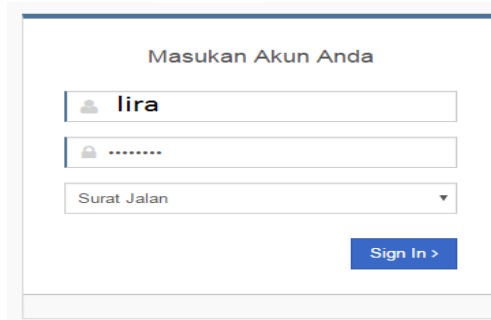 Masukan Akun Anda
lira
••••••••
Surat Jalan
Sign In >